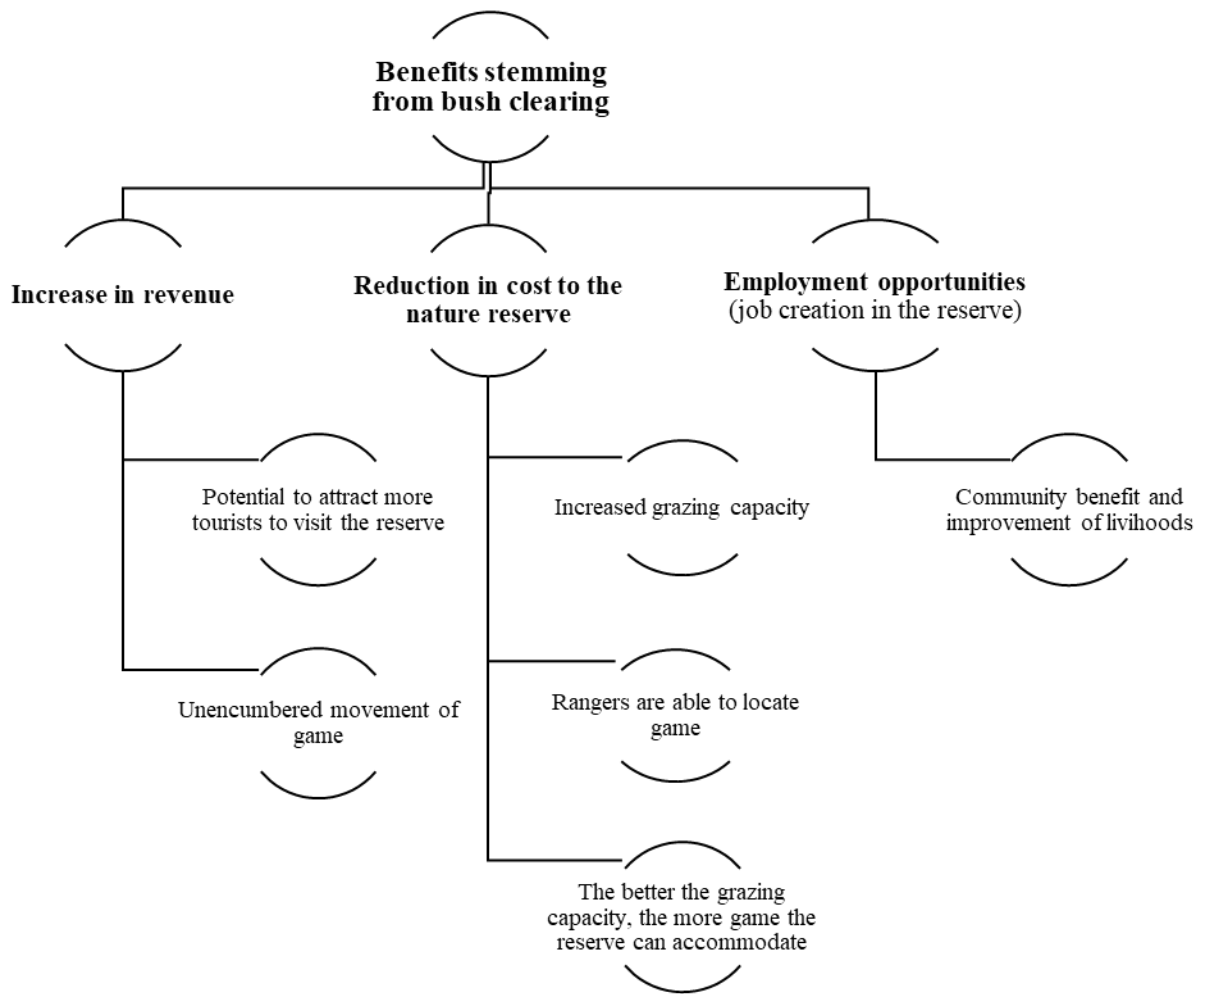 Benefits stemming
from bush clearing
Increase in revenue
Reduction in cost to the
nature reserve
Employment opportunities
(job creation in the reserve)
Potential to attract more
tourists to visit the reserve
Unencumbered movement of
game
Increased grazing capacity
Rangers are able to locate
game
The better the grazing
capacity, the more game the
reserve can accommodate
Community benefit and
improvement of livihoods